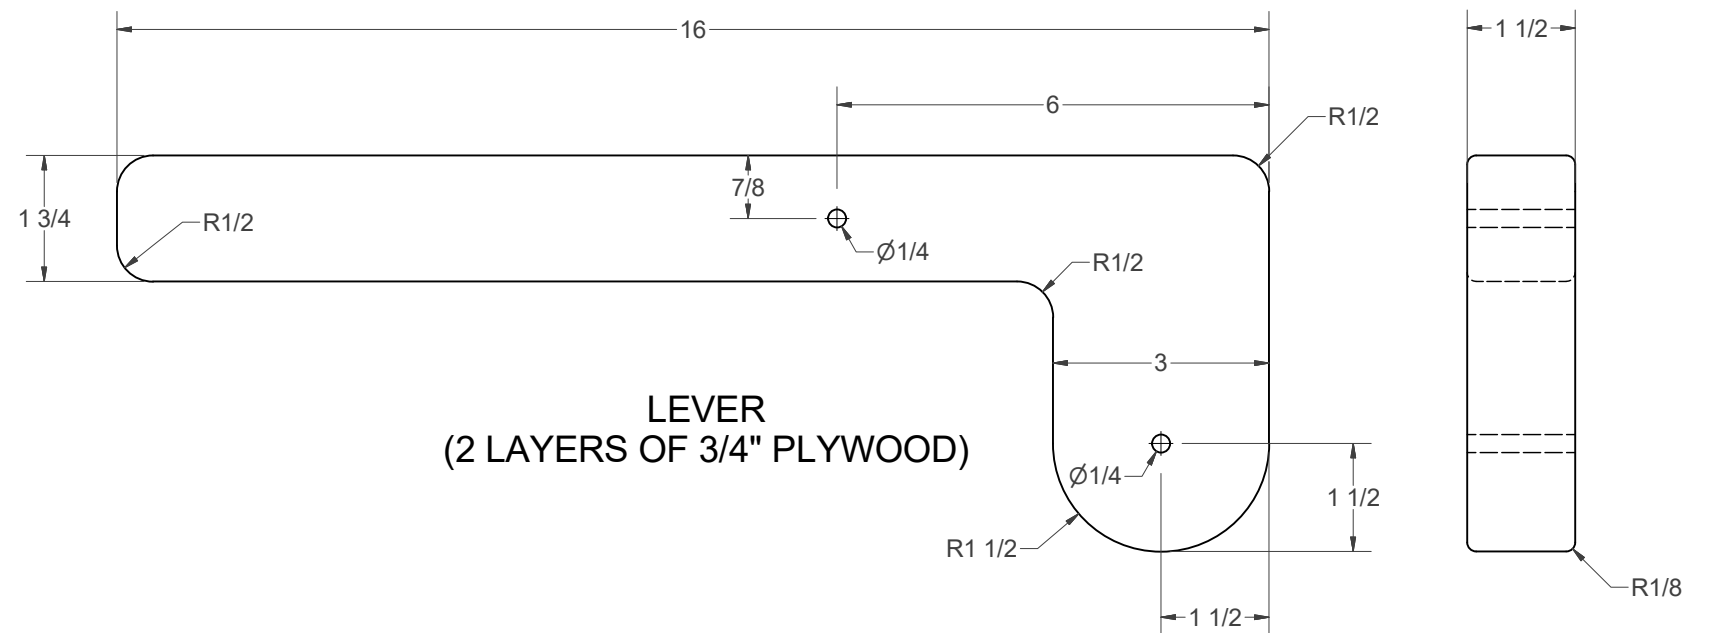 16
1 1/2
6
R1/2
7/8
1 3/4
R1/2
Ø1/4
R1/2
3
LEVER
(2 LAYERS OF 3/4" PLYWOOD)
Ø1/4
1 1/2
R1 1/2
R1/8
1 1/2